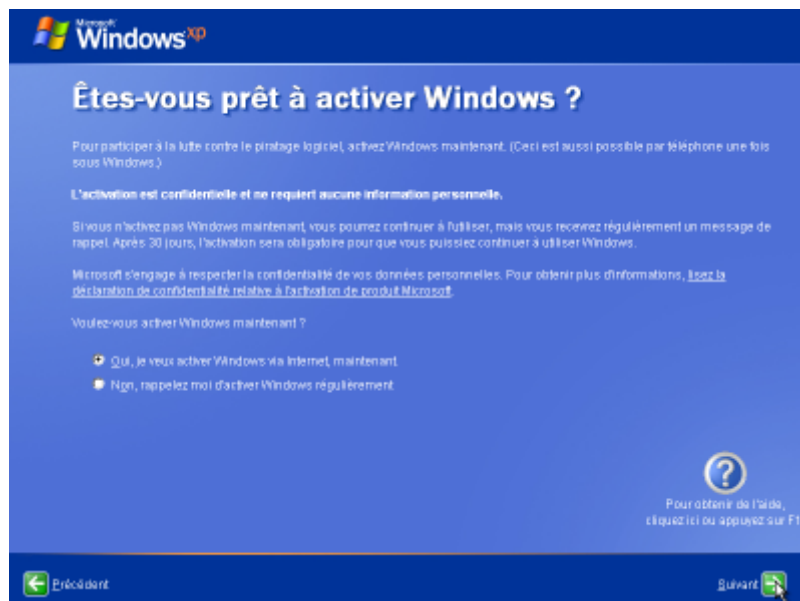 Microsoft
Windows xp
Êtes-vous prêt à activer Windows ?
Pour participer à la lutte contre le piratage logiciel, activez Windows maintenant. (Ceci est aussi possible par téléphone une fois
sous Windows.)
L'activation est confidentielle et ne requiert aucune information personnelle.
Si vous n'activez pas Windows maintenant, vous pourrez continuer à l'utiliser, mais vous recevrez régulièrement un message de
rappel. Après 30 jours, l'activation sera obligatoire pour que vous puissiez continuer à utiliser Windows.
Microsoft s'engage à respecter la confidentialité de vos données personnelles. Pour obtenir plus d'informations, lisez la
déclaration de confidentialité relative à l'activation de produit Microsoft.
Voulez-vous activer Windows maintenant ?
Oui, je veux activer Windows via Internet, maintenant
Non, rappelez moi d'activer Windows régulièrement
?
Pour obtenir de l'aide,
cliquez ici ou appuyez sur F1
Précédent
Suivant